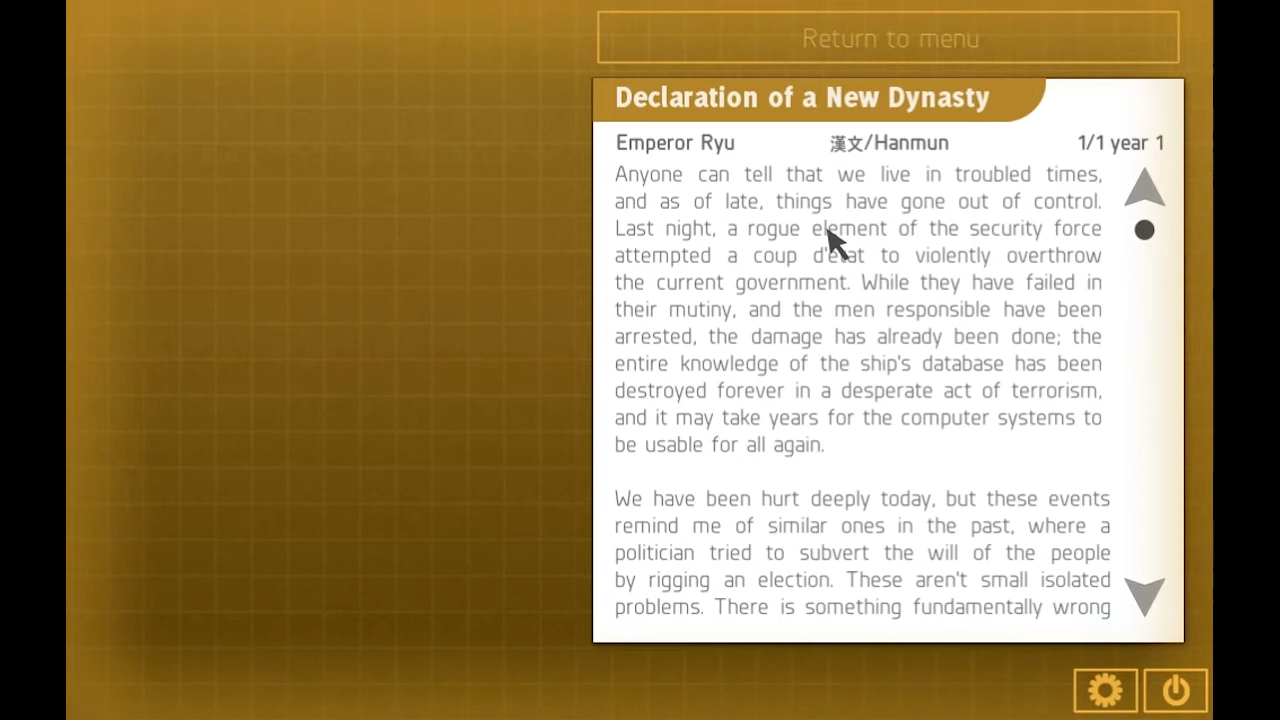 Return to menu
Declaration of a New Dynasty
Emperor Ryu 漢文/Hanmun 1/1 year 1
Anyone can tell that we live in troubled times,
and as of late, things have gone out of control.
Last night, a rogue element of the security force
attempted a coup d'état to violently overthrow
the current government. While they have failed in
their mutiny, and the men responsible have been
arrested, the damage has already been done; the
entire knowledge of the ship's database has been
destroyed forever in a desperate act of terrorism,
and it may take years for the computer systems to
be usable for all again.
We have been hurt deeply today, but these events
remind me of similar ones in the past, where a
politician tried to subvert the will of the people
by rigging an election. These aren't small isolated
problems. There is something fundamentally wrong